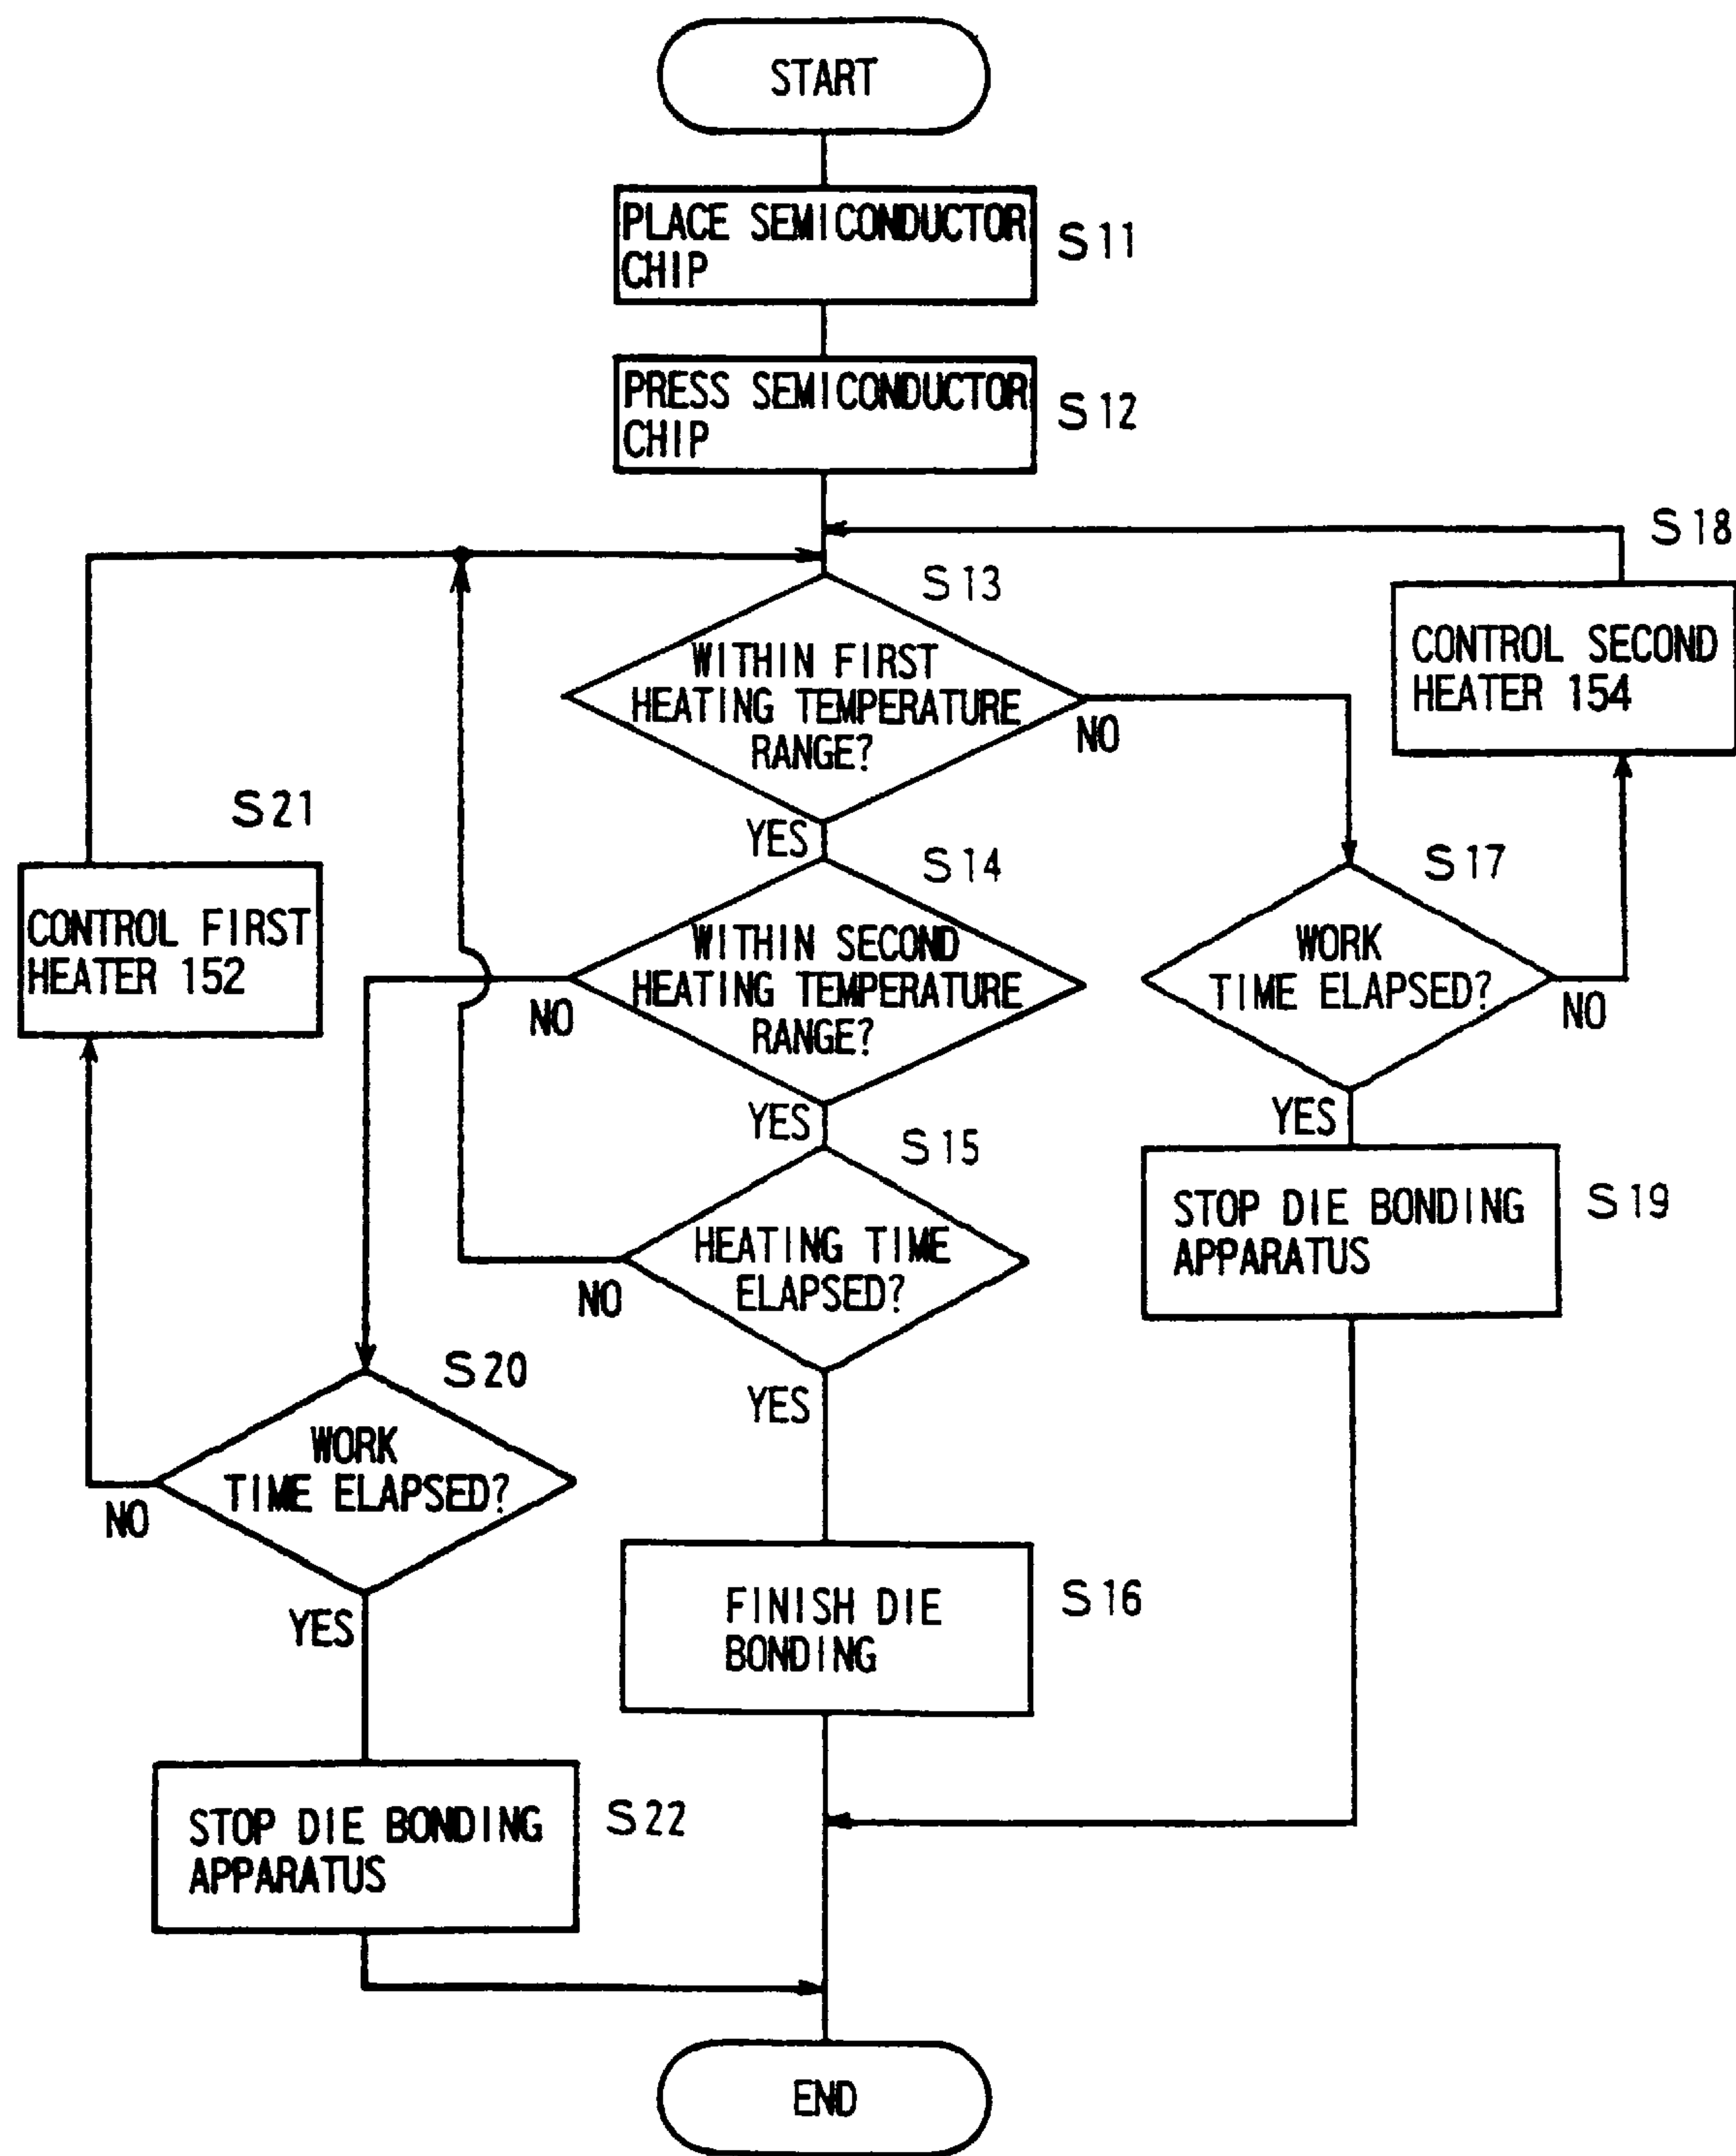 START
PLACE SEMICONDUCTOR
CHIP
S11
PRESS SEMICONDUCTOR
CHIP
S12
S18
S13
CONTROL SECOND
HEATER 154
WITHIN FIRST
HEATING TEMPERATURE
RANGE?
NO
YES
S21
S14
S17
CONTROL FIRST
HEATER 152
WITHIN SECOND
HEATING TEMPERATURE
RANGE?
NO
WORK
TIME ELAPSED?
NO
YES
YES
S15
STOP DIE BONDING
APPARATUS
S19
HEATING TIME
ELAPSED?
NO
YES
S20
WORK
TIME ELAPSED?
NO
YES
FINISH DIE
BONDING
S16
STOP DIE BONDING
APPARATUS
S22
END